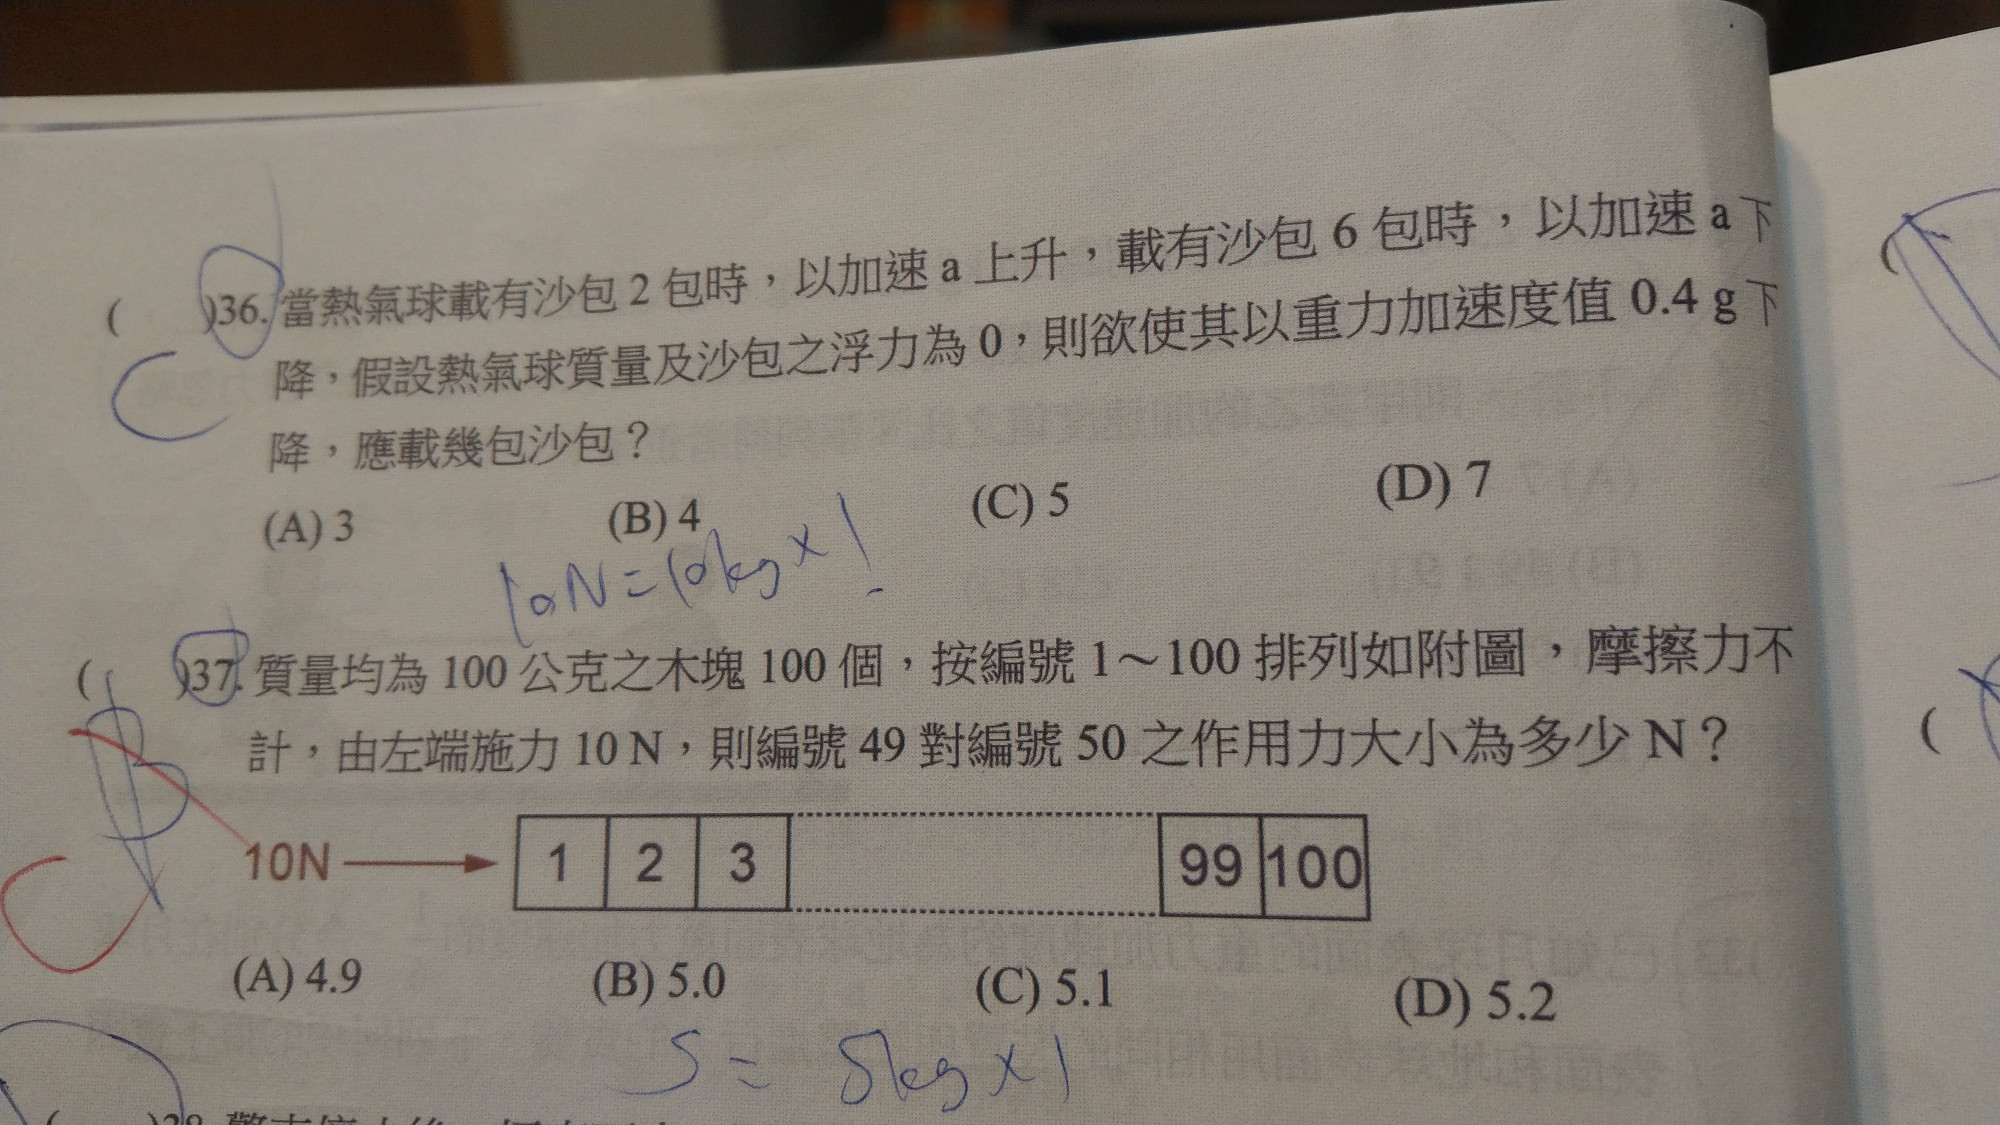 ( )36. 當熱氣球載有沙包 2 包時，以加速 a 上升，載有沙包 6 包時，以加速 a 下
降，假設熱氣球質量及沙包之浮力為 0，則欲使其以重力加速度值 0.4 g 下
降，應載幾包沙包？
C
(A) 3 (B) 4 (C) 5 (D) 7
10N=10kg×1
( )37. 質量均為 100 公克之木塊 100 個，按編號 1～100 排列如附圖，摩擦力不
計，由左端施力 10 N，則編號 49 對編號 50 之作用力大小為多少 N？
B
10N 1 2 3 99 100
C
(A) 4.9 (B) 5.0 (C) 5.1 (D) 5.2
5= 5kg×1